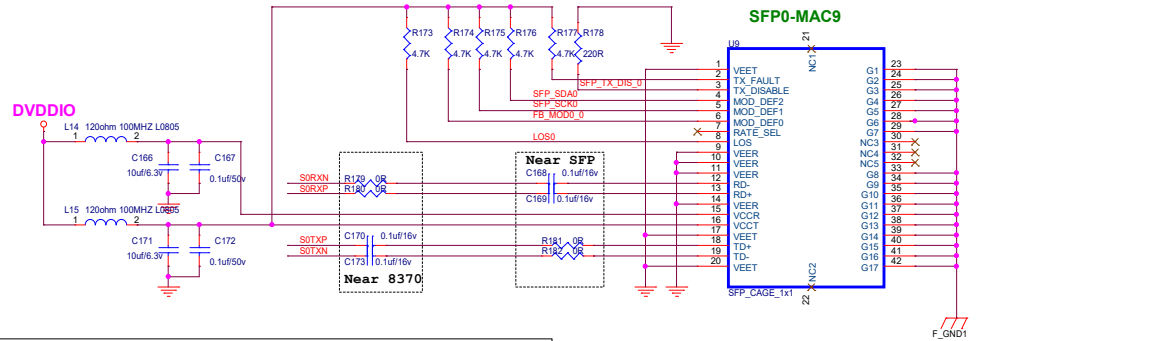 SFP0-MAC9
R173
R174
R175
R176
R177
R178
4.7K
4.7K
4.7K
4.7K
4.7K
220R
U9
21
NC1
SFP_TX_DIS_0
SFP_SDA0
SFP_SCK0
FB_MOD0_0
LOS0
DVDDIO
L14 120ohm 100MHZ L0805
1 2
C166
10uf/6.3v
C167
0.1uf/50v
L15 120ohm 100MHZ L0805
1 2
C171
10uf/6.3v
C172
0.1uf/50v
S0RXN
S0RXP
R179 0R
R180 0R
Near SFP
C168 0.1uf/16v
C169 0.1uf/16v
S0TXP
S0TXN
C170 0.1uf/16v
C173 0.1uf/16v
Near 8370
R181 0R
R182 0R
1 VEET
2 TX_FAULT
3 TX_DISABLE
4 MOD_DEF2
5 MOD_DEF1
6 MOD_DEF0
7 RATE_SEL
8 LOS
9 VEER
10 VEER
11 VEER
12 RD-
13 RD+
14 VEER
15 VCCR
16 VCCT
17 VEET
18 TD+
19 TD-
20 VEET
G1 23
G2 24
G3 25
G4 26
G5 27
G6 28
G7 29
NC3 30
NC4 31
NC5 32
G8 33
G9 34
G10 35
G11 36
G12 37
G13 38
G14 39
G15 40
G16 41
G17 42
NC2
22
SFP_CAGE_1x1
F_GND1